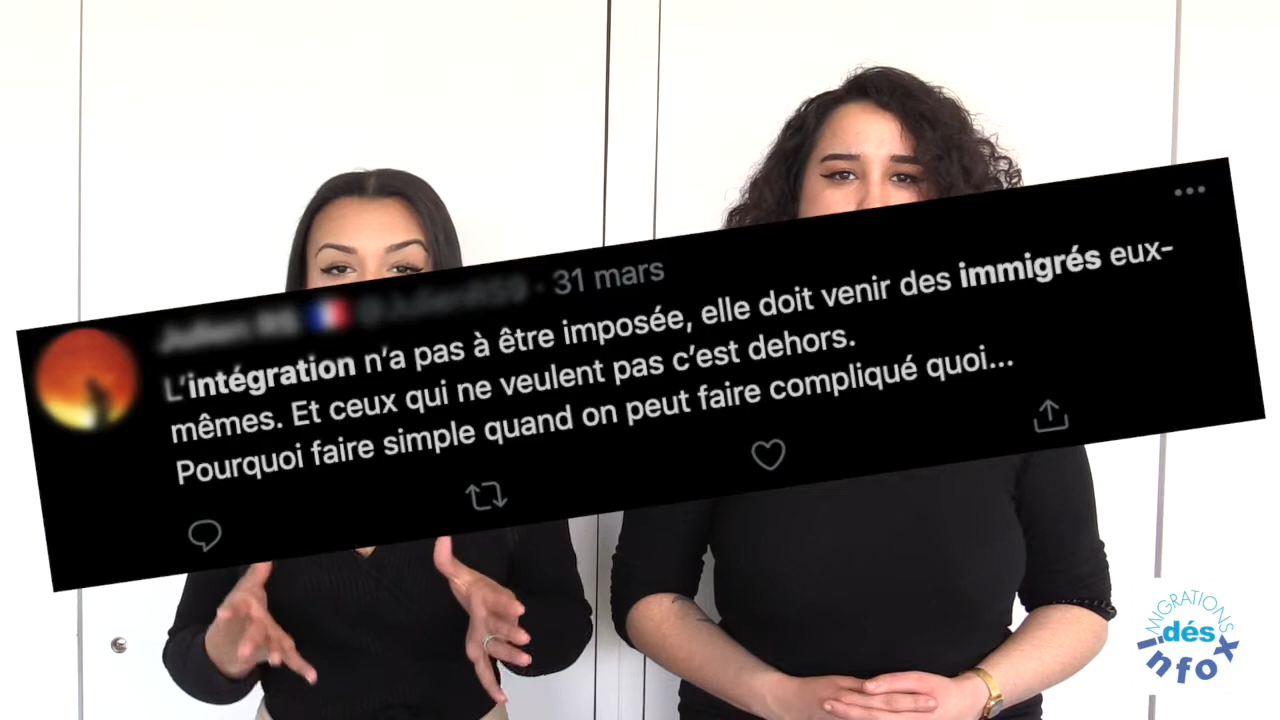 31 mars
L'intégration n'a pas à être imposée, elle doit venir des immigrés eux-
mêmes. Et ceux qui ne veulent pas c'est dehors.
Pourquoi faire simple quand on peut faire compliqué quoi...
MIGRATIONS
dés
infox